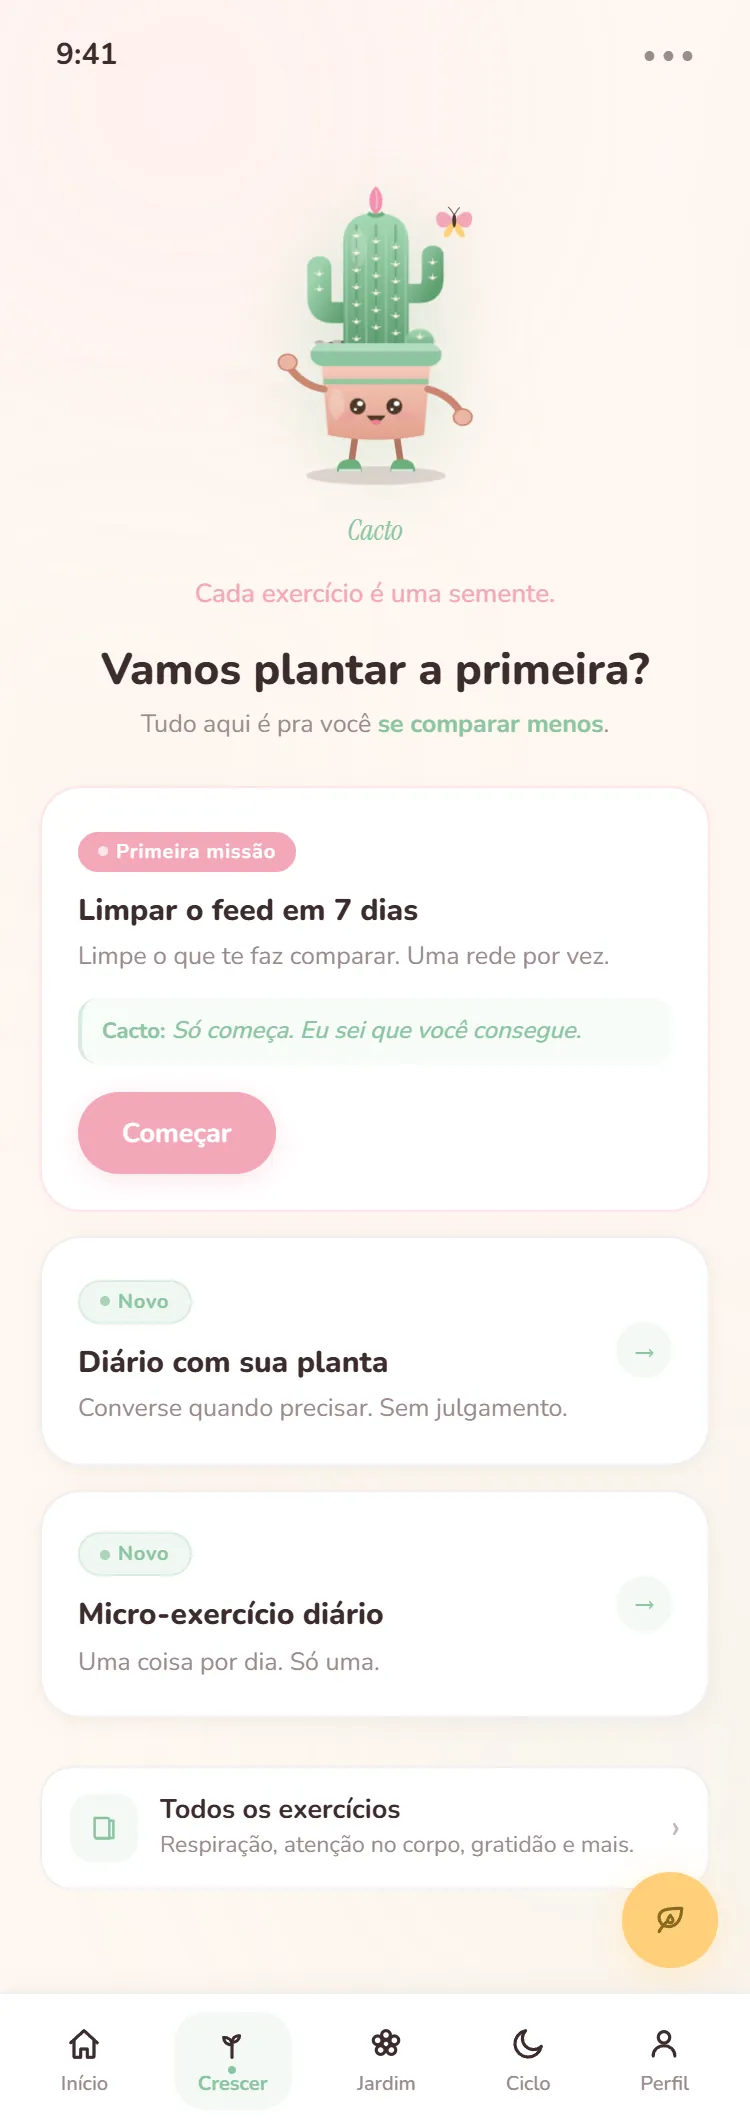 9:41
Cacto
Cada exercício é uma semente.
Vamos plantar a primeira?
Tudo aqui é pra você se comparar menos.
Primeira missão
Limpar o feed em 7 dias
Limpe o que te faz comparar. Uma rede por vez.
Cacto: Só começa. Eu sei que você consegue.
Começar
Novo
Diário com sua planta
→
Converse quando precisar. Sem julgamento.
Novo
Micro-exercício diário
→
Uma coisa por dia. Só uma.
Todos os exercícios
Respiração, atenção no corpo, gratidão e mais.
›
Início
Crescer
Jardim
Ciclo
Perfil